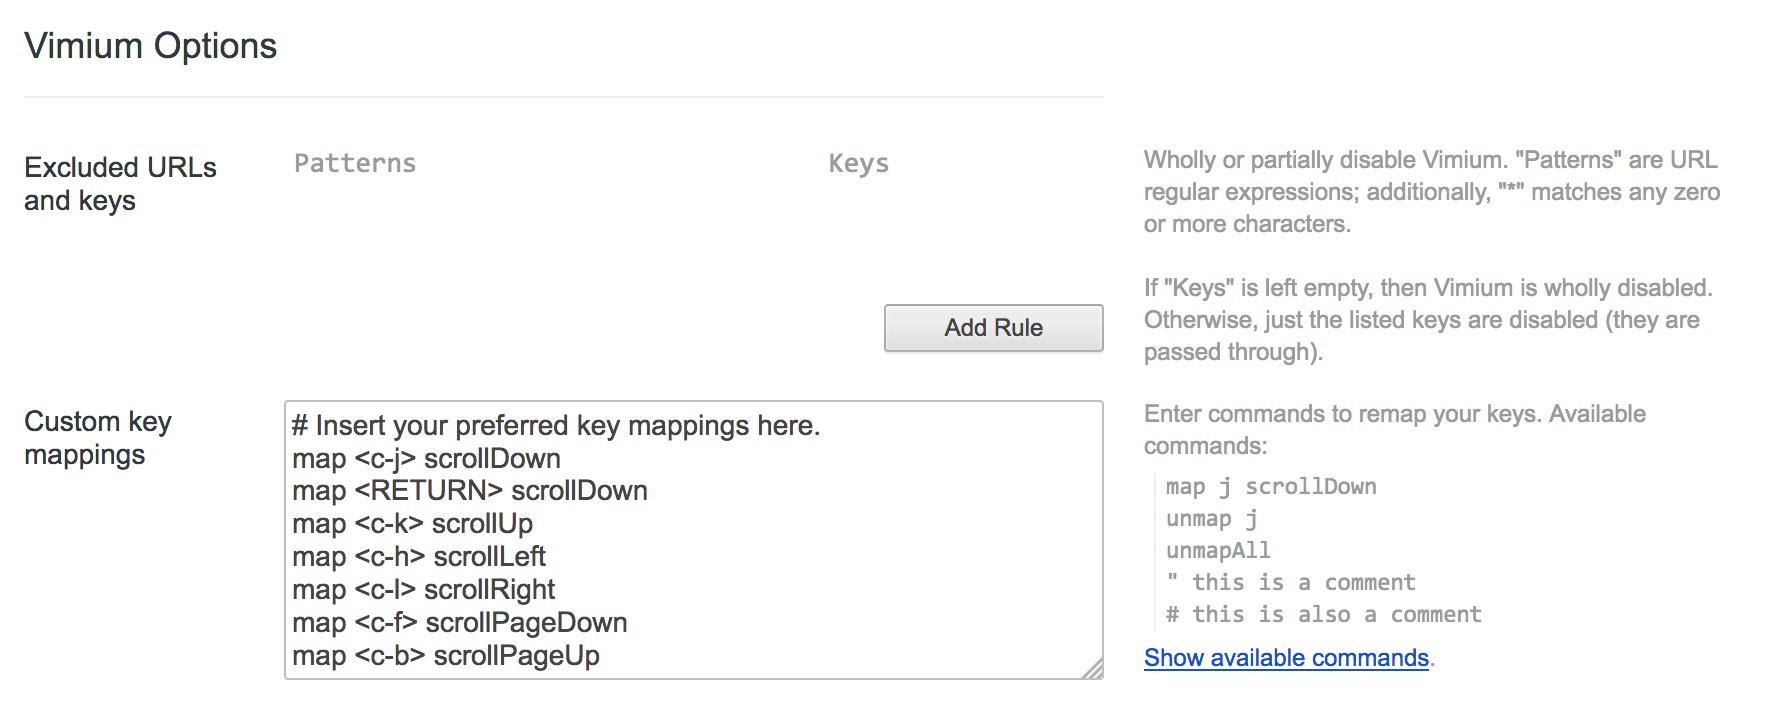 Vimium Options
Excluded URLs
and keys
Patterns
Keys
Wholly or partially disable Vimium. "Patterns" are URL
regular expressions; additionally, "*" matches any zero
or more characters.
If "Keys" is left empty, then Vimium is wholly disabled.
Otherwise, just the listed keys are disabled (they are
passed through).
Add Rule
Custom key
mappings
# Insert your preferred key mappings here.
map <c-j> scrollDown
map <RETURN> scrollDown
map <c-k> scrollUp
map <c-h> scrollLeft
map <c-l> scrollRight
map <c-f> scrollPageDown
map <c-b> scrollPageUp
Enter commands to remap your keys. Available
commands:
map j scrollDown
unmap j
unmapAll
" this is a comment
# this is also a comment
Show available commands.